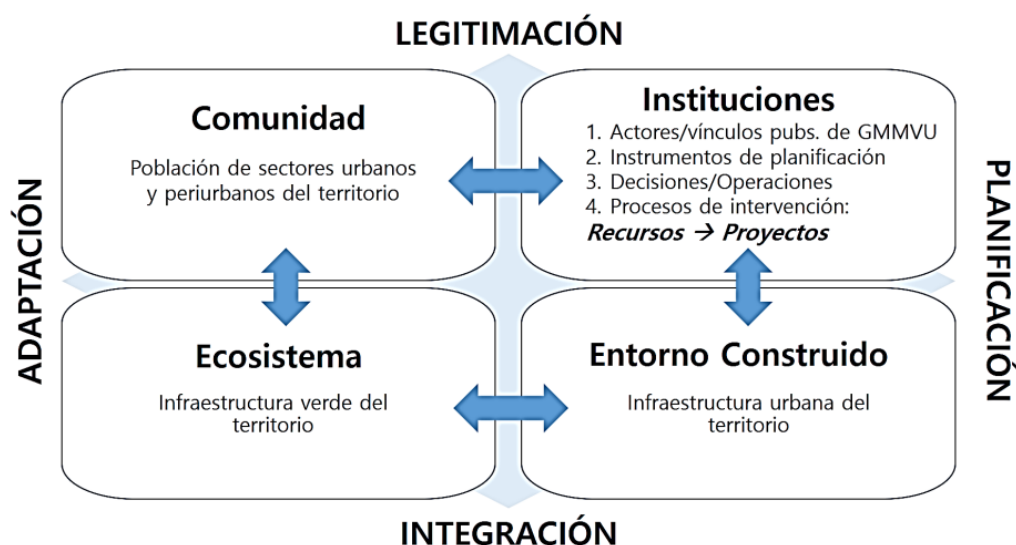 LEGITIMACIÓN
Comunidad
Población de sectores urbanos
y periurbanos del territorio
Instituciones
1. Actores/vínculos pubs. de GMMVU
2. Instrumentos de planificación
3. Decisiones/Operaciones
4. Procesos de intervención:
Recursos → Proyectos
ADAPTACIÓN
PLANIFICACIÓN
Ecosistema
Infraestructura verde del
territorio
Entorno Construido
Infraestructura urbana del
territorio
INTEGRACIÓN